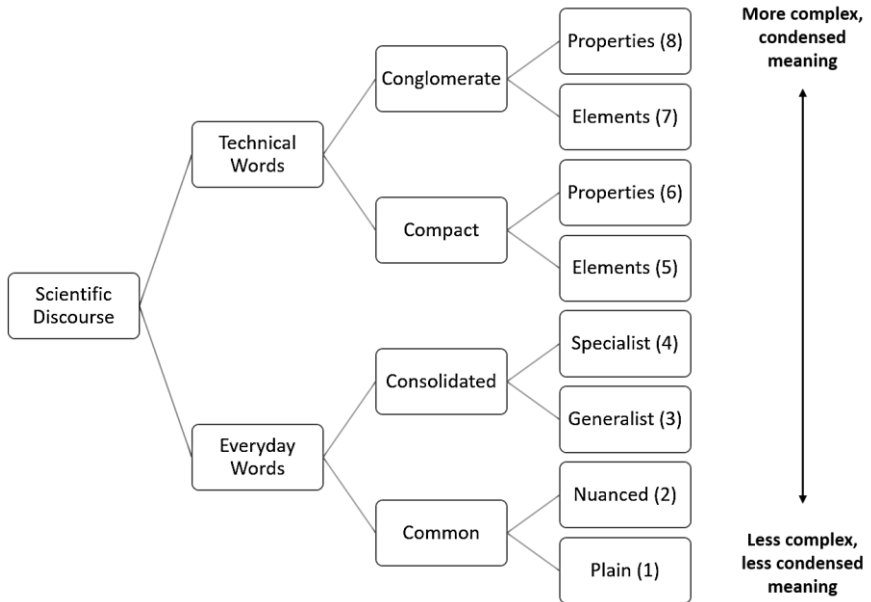 Scientific
Discourse
Technical
Words
Everyday
Words
Conglomerate
Compact
Consolidated
Common
Properties (8)
Elements (7)
Properties (6)
Elements (5)
Specialist (4)
Generalist (3)
Nuanced (2)
Plain (1)
More complex,
condensed
meaning
Less complex,
less condensed
meaning